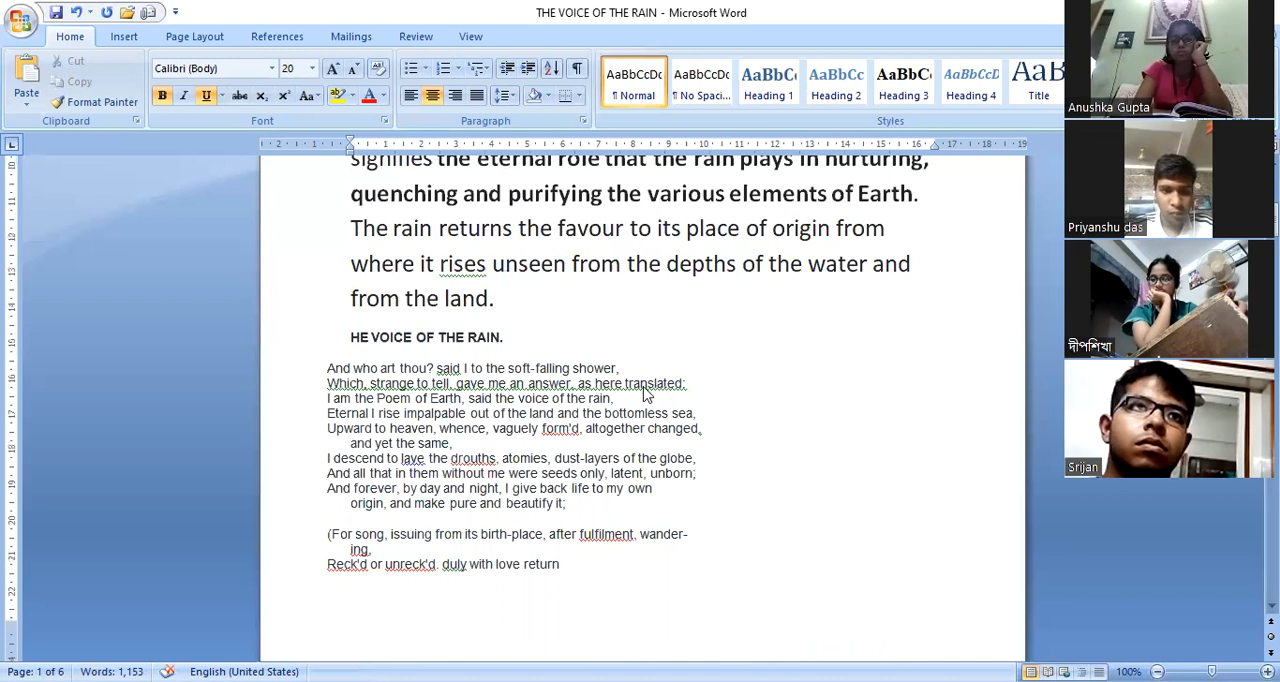 THE VOICE OF THE RAIN - Microsoft Word
Home Insert Page Layout References Mailings Review View
Paste
Cut
Copy
Format Painter
Clipboard
Calibri (Body) 20
Font
Paragraph
AaBbCcDc AaBbCcDc AaBbC AaBbCc AaBbCc AaBbCcD AaB
¶ Normal ¶ No Spaci... Heading 1 Heading 2 Heading 3 Heading 4 Title
Styles
signifies the eternal role that the rain plays in nurturing,
quenching and purifying the various elements of Earth.
The rain returns the favour to its place of origin from
where it rises unseen from the depths of the water and
from the land.
HE VOICE OF THE RAIN.
And who art thou? said I to the soft-falling shower,
Which, strange to tell, gave me an answer, as here translated:
I am the Poem of Earth, said the voice of the rain,
Eternal I rise impalpable out of the land and the bottomless sea,
Upward to heaven, whence, vaguely form'd, altogether changed,
and yet the same,
I descend to lave the drouths, atomies, dust-layers of the globe,
And all that in them without me were seeds only, latent, unborn;
And forever, by day and night, I give back life to my own
origin, and make pure and beautify it;
(For song, issuing from its birth-place, after fulfilment, wander-
ing,
Reck'd or unreck'd. duly with love return
Anushka Gupta
Priyanshu das
দীপশিখা
Srijan
Page: 1 of 6 Words: 1,153 English (United States) 100%